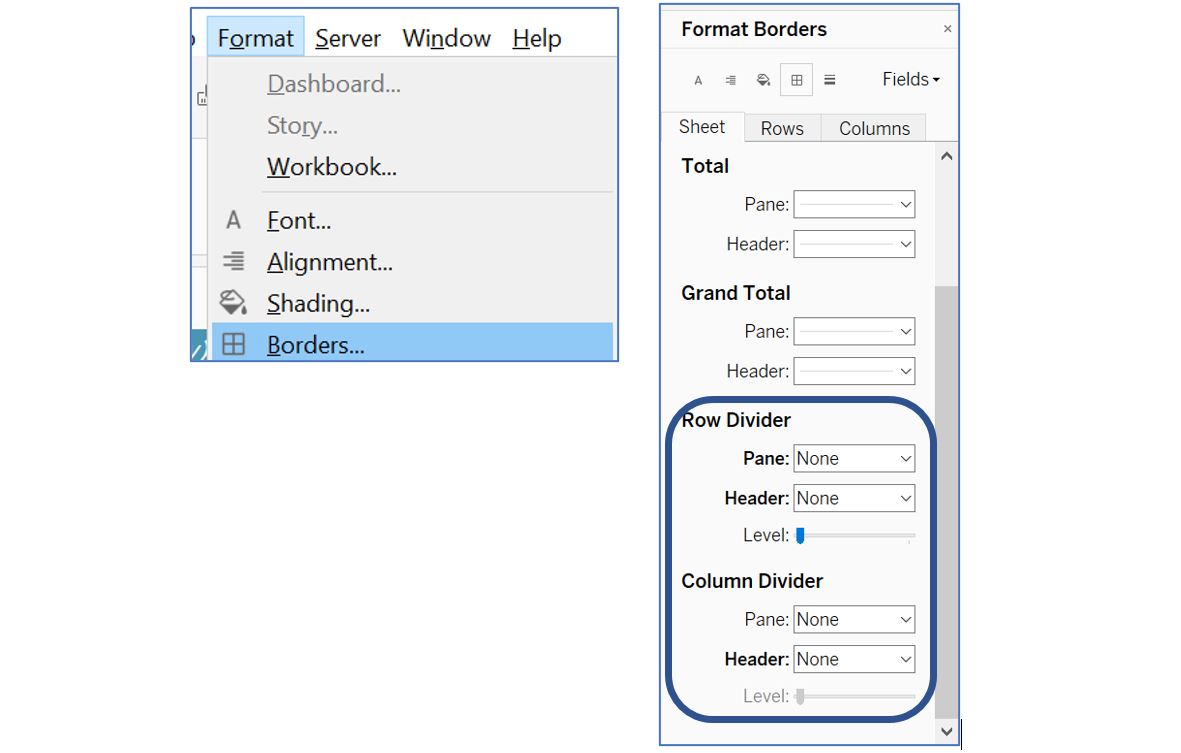 Format Server Window Help
Dashboard...
Story...
Workbook...
A Font...
Alignment...
Shading...
Borders...
Format Borders ×
A Fields
Sheet Rows Columns
Total
Pane:
Header:
Grand Total
Pane:
Header:
Row Divider
Pane: None
Header: None
Level:
Column Divider
Pane: None
Header: None
Level: